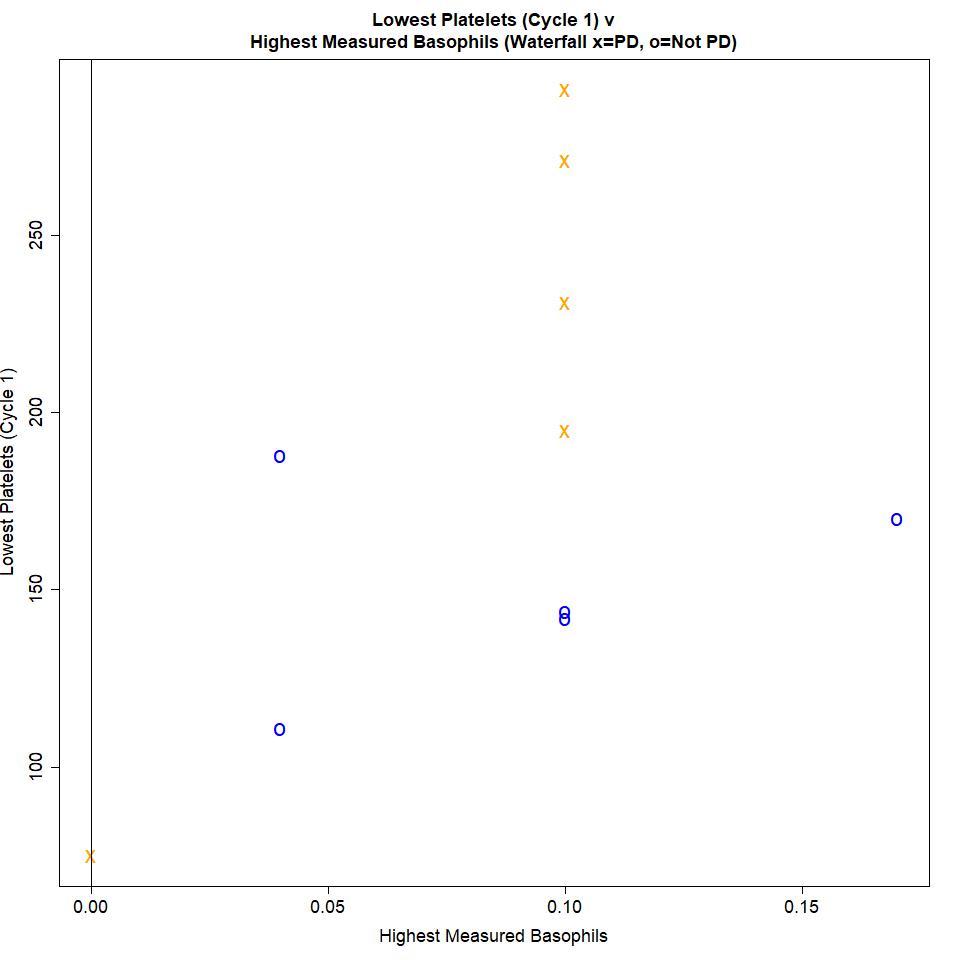 Lowest Platelets (Cycle 1) v
Highest Measured Basophils (Waterfall x=PD, o=Not PD)
X
X
250
X
200
X
O
Lowest Platelets (Cycle 1)
O
150
O
O
O
100
X
0.00 0.05 0.10 0.15
Highest Measured Basophils